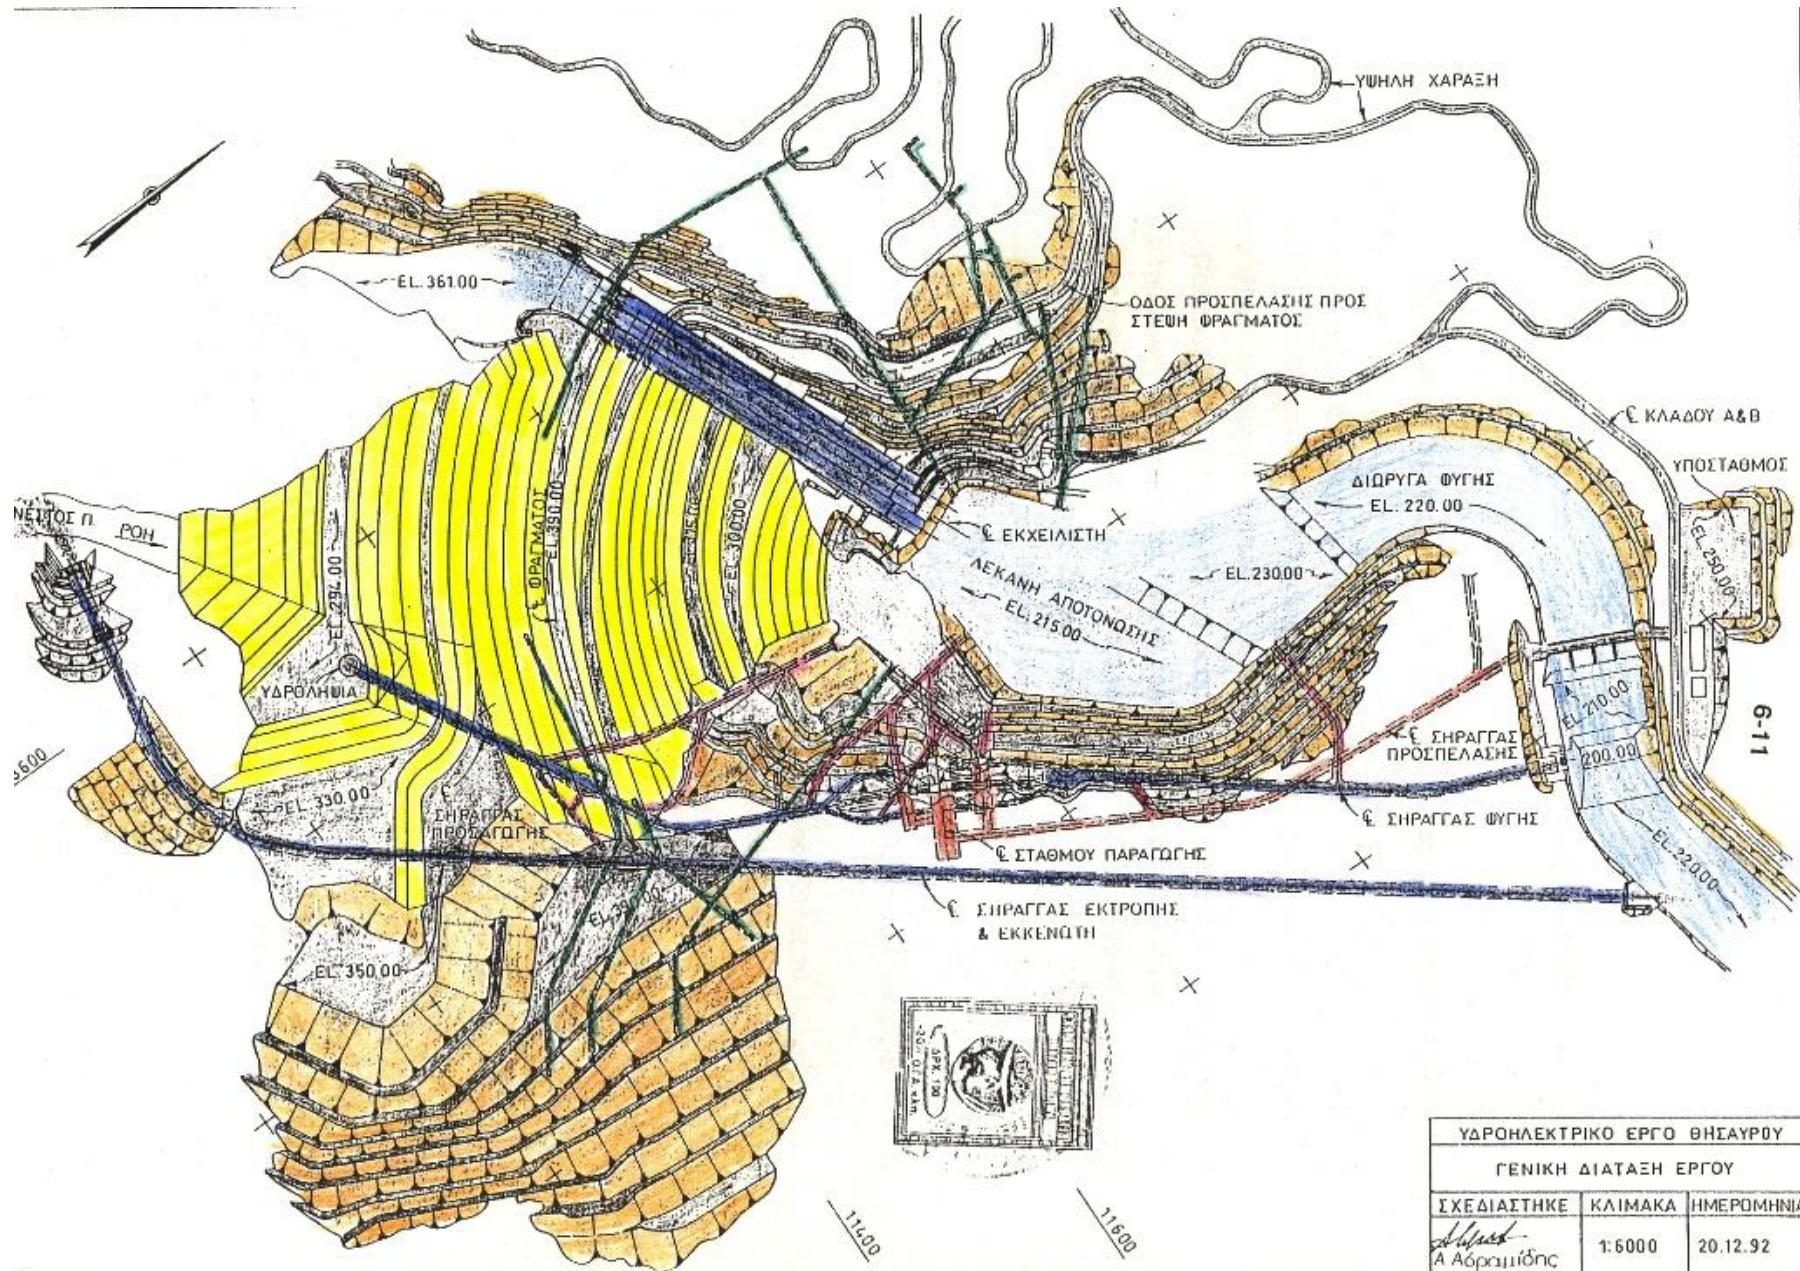 ΥΨΗΛΗ ΧΑΡΑΞΗ
EL. 361.00
ΟΔΟΣ ΠΡΟΣΠΕΛΑΣΗΣ ΠΡΟΣ
ΣΤΕΨΗ ΦΡΑΓΜΑΤΟΣ
℄ ΚΛΑΔΟΥ Α&Β
ΥΠΟΣΤΑΘΜΟΣ
ΔΙΩΡΥΓΑ ΦΥΓΗΣ
EL. 220.00
ΝΕΣΤΟΣ Π.
ΡΟΗ
℄ ΦΡΑΓΜΑΤΟΣ
EL. 390.00
EL. 300.00
EL. 294.00
℄ ΕΚΧΕΙΛΙΣΤΗ
EL. 230.00
ΛΕΚΑΝΗ ΑΠΟΤΟΝΩΣΗΣ
EL. 215.00
EL. 250.00
ΥΔΡΟΛΗΨΙΑ
EL. 210.00
6-11
℄ ΣΗΡΑΓΓΑΣ
ΠΡΟΣΠΕΛΑΣΗΣ
200.00
EL. 330.00
℄
ΣΗΡΑΓΓΑΣ
ΠΡΟΣΑΓΩΓΗΣ
℄ ΣΗΡΑΓΓΑΣ ΦΥΓΗΣ
℄ ΣΤΑΘΜΟΥ ΠΑΡΑΓΩΓΗΣ
EL. 220.00
℄ ΣΗΡΑΓΓΑΣ ΕΚΤΡΟΠΗΣ
& ΕΚΚΕΝΩΤΗ
EL. 350.00
ΔΡΧ. 100
11400
11600
ΥΔΡΟΗΛΕΚΤΡΙΚΟ ΕΡΓΟ ΘΗΣΑΥΡΟΥ
ΓΕΝΙΚΗ ΔΙΑΤΑΞΗ ΕΡΓΟΥ
ΣΧΕΔΙΑΣΤΗΚΕ ΚΛΙΜΑΚΑ ΗΜΕΡΟΜΗΝΙΑ
Α Αβραμίδης 1:6000 20.12.92